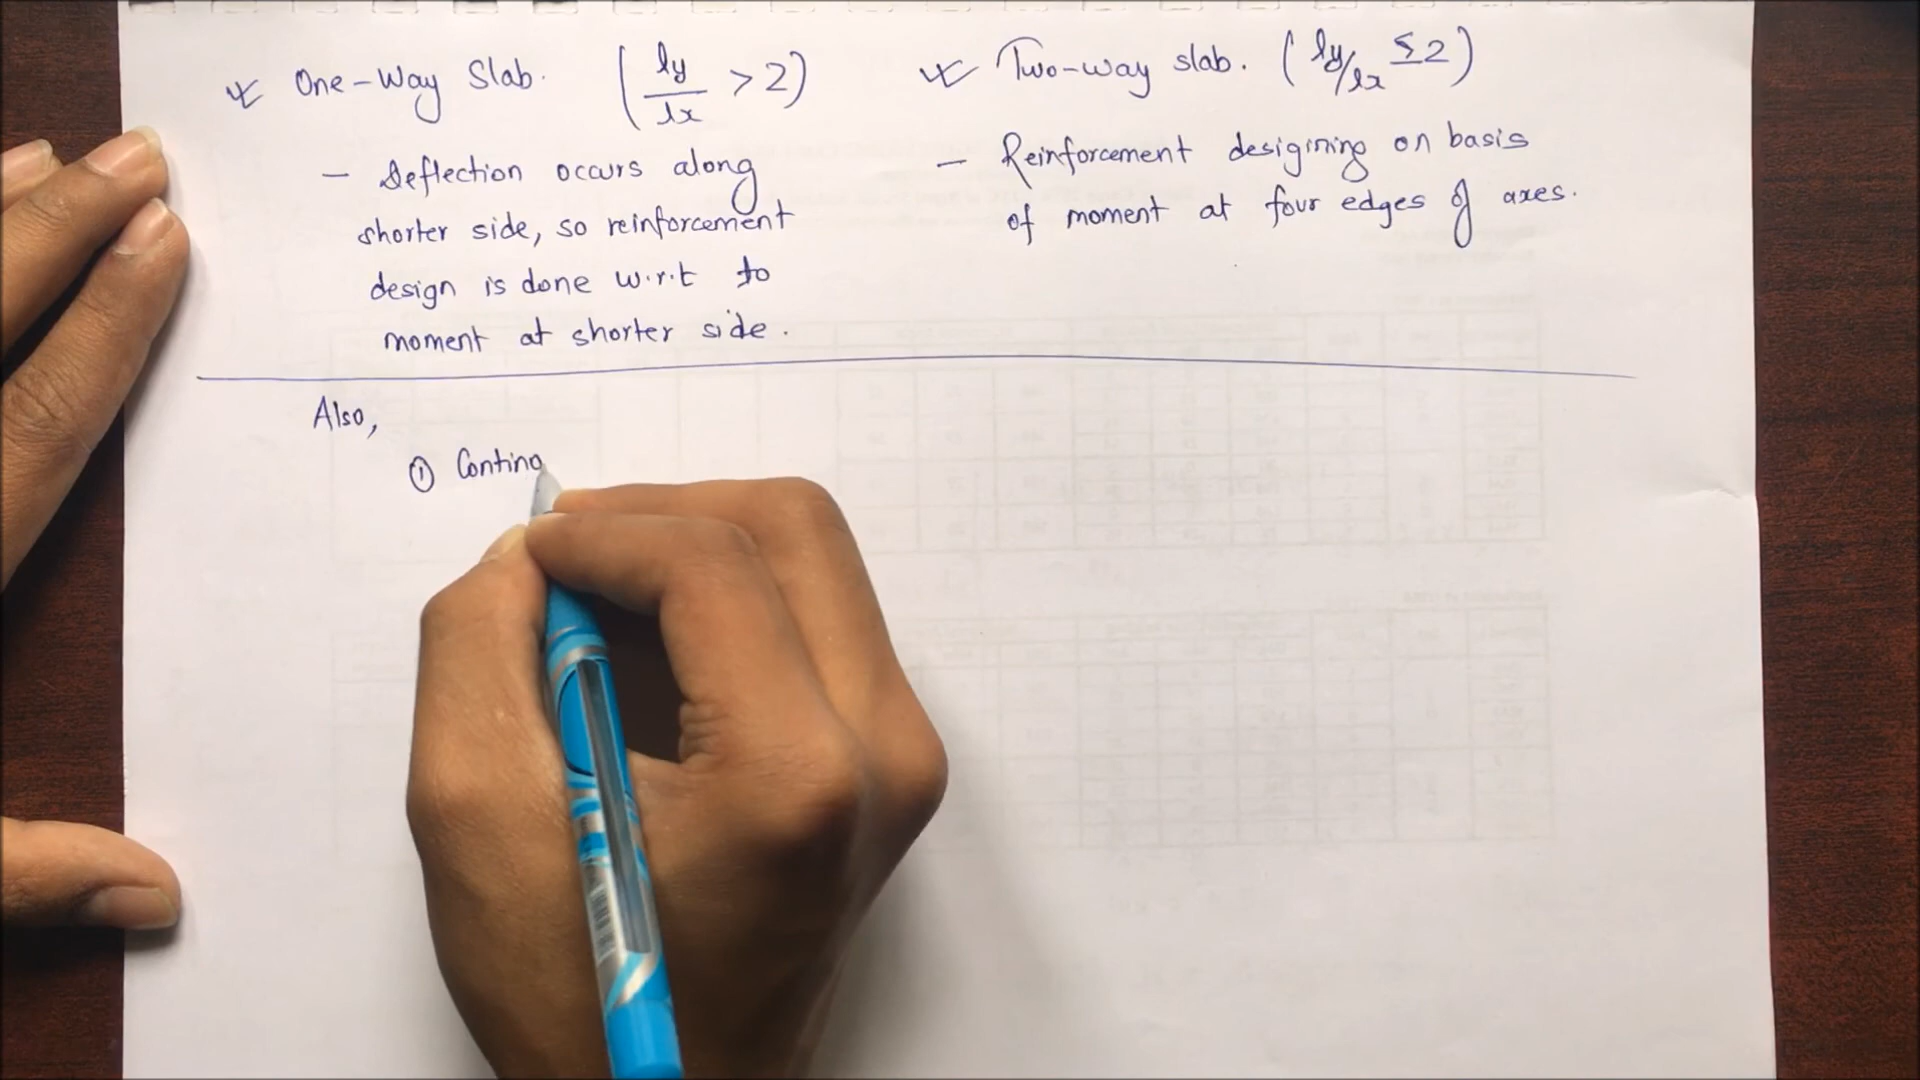 One-Way Slab. (ly/lx > 2)
- Deflection occurs along
shorter side, so reinforcement
design is done w.r.t to
moment at shorter side.
Two-way slab. (ly/lx ≤ 2)
- Reinforcement desigining on basis
of moment at four edges of axes.
Also,
① Contino